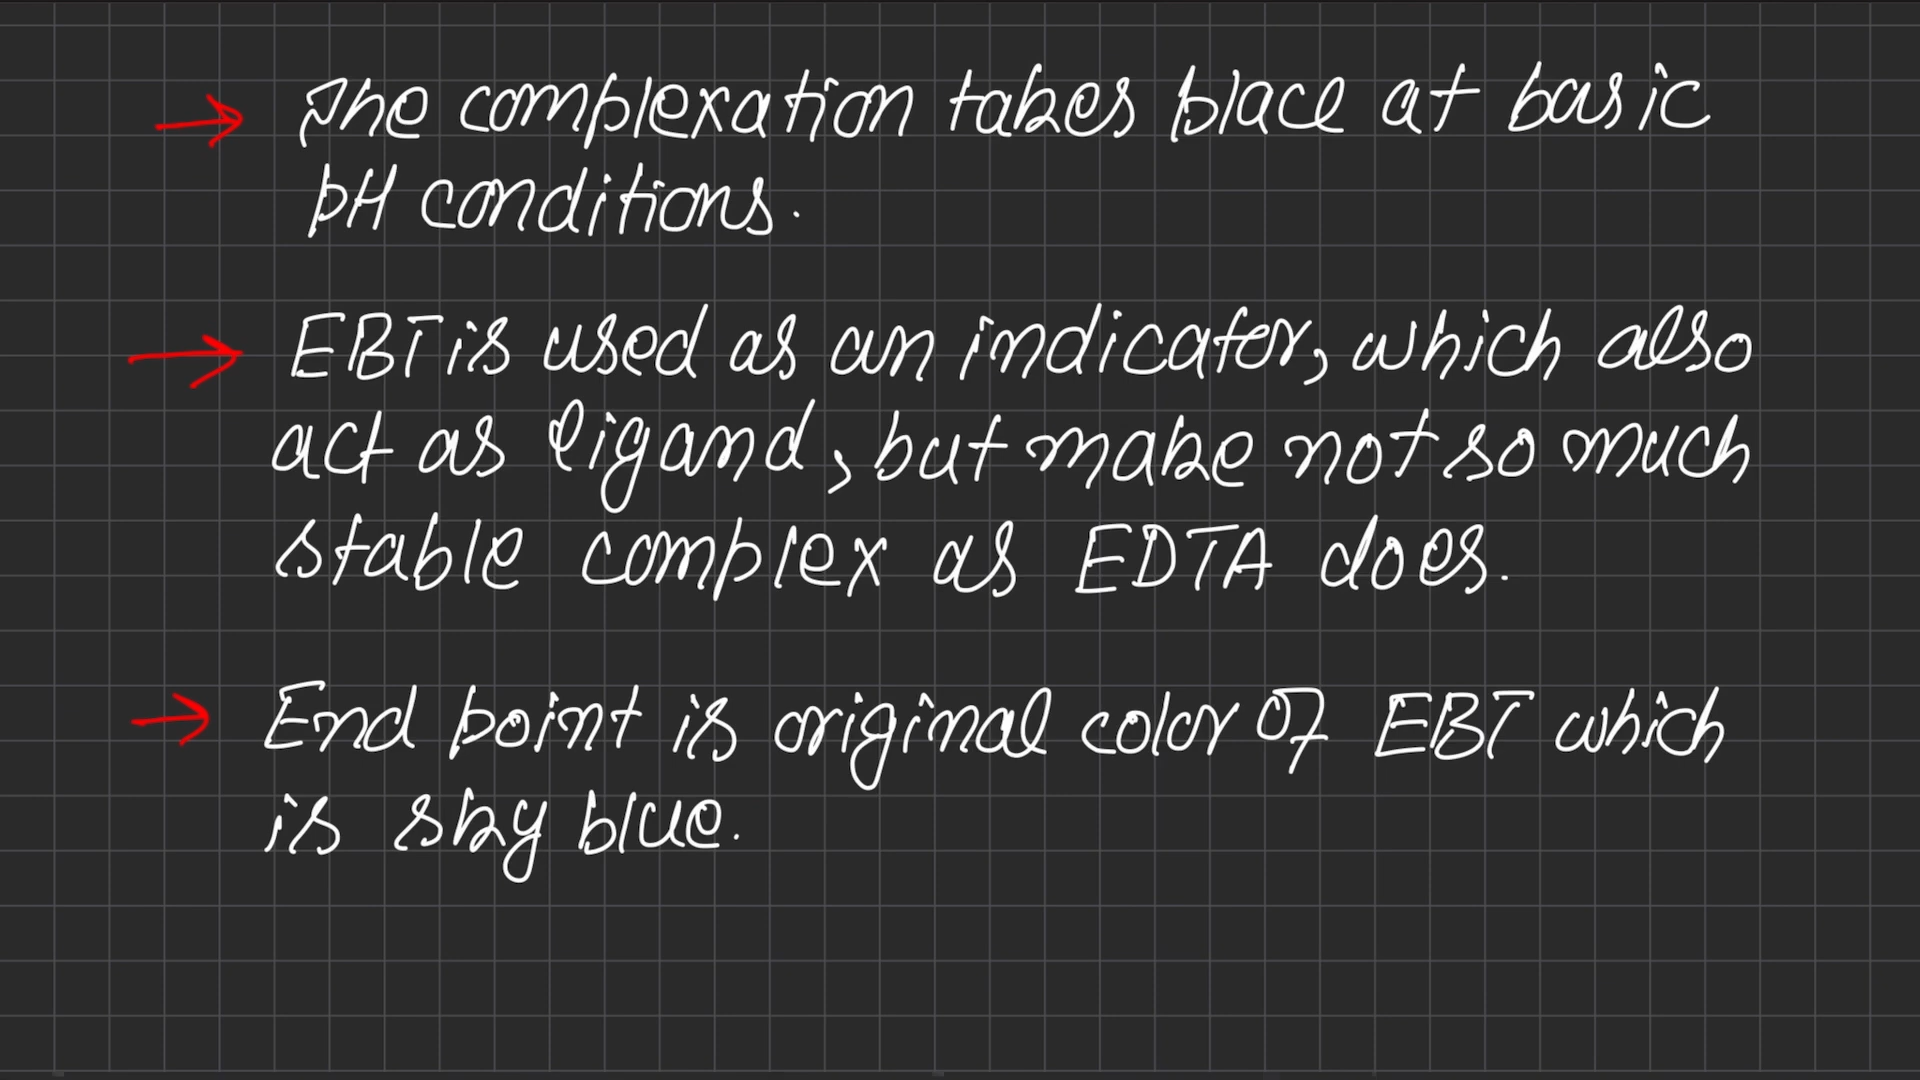 → The complexation takes place at basic
pH conditions.
→ EBT is used as an indicator, which also
act as ligand, but make not so much
stable complex as EDTA does.
→ End point is original color of EBT which
is sky blue.